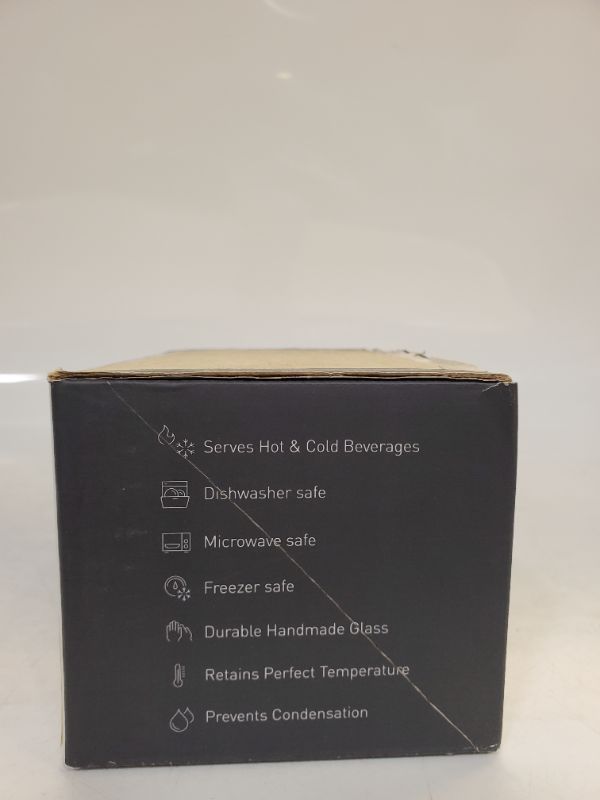 Serves Hot & Cold Beverages
Dishwasher safe
Microwave safe
Freezer safe
Durable Handmade Glass
Retains Perfect Temperature
Prevents Condensation